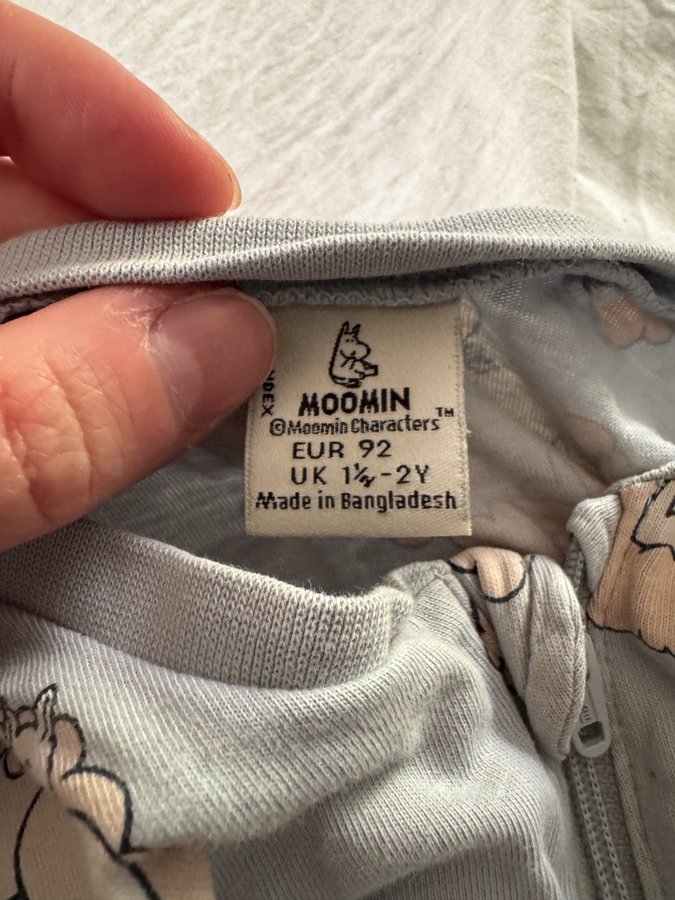 MOOMIN
©Moomin Characters™
EUR 92
UK 1½-2Y
Made in Bangladesh